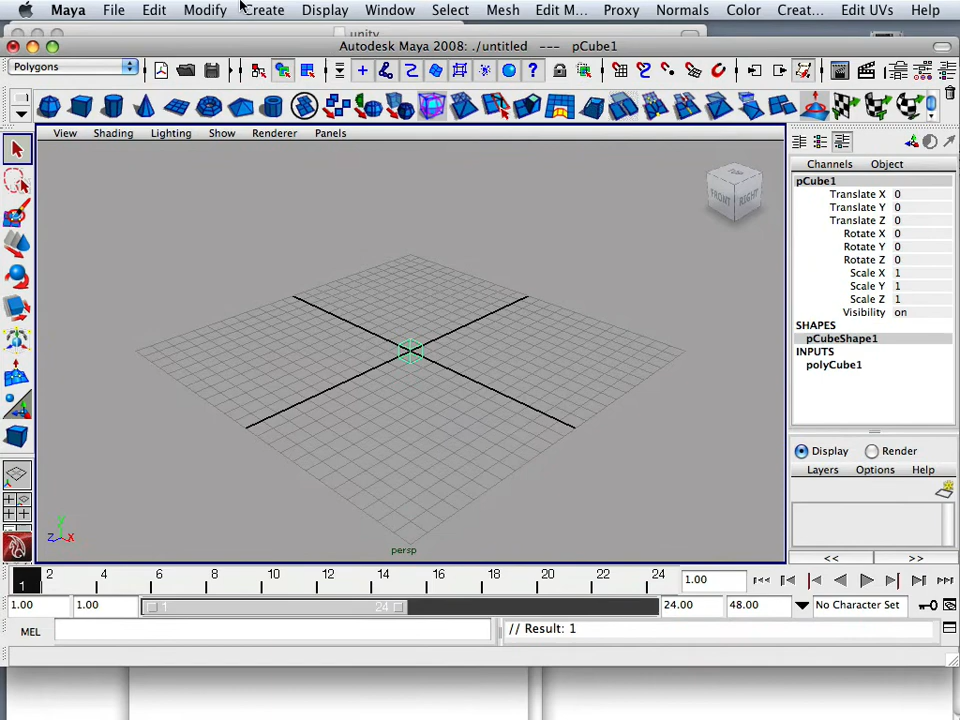 Maya File Edit Modify Create Display Window Select Mesh Edit M... Proxy Normals Color Creat... Edit UVs Help
unity
Autodesk Maya 2008: ./untitled --- pCube1
Polygons
View Shading Lighting Show Renderer Panels
Channels Object
pCube1
Translate X 0
Translate Y 0
Translate Z 0
Rotate X 0
Rotate Y 0
Rotate Z 0
Scale X 1
Scale Y 1
Scale Z 1
Visibility on
SHAPES
pCubeShape1
INPUTS
polyCube1
FRONT RIGHT
Display Render
Layers Options Help
y
z x
persp
<< >>
1 2 4 6 8 10 12 14 16 18 20 22 24 1.00
1.00 1.00 1 24 24.00 48.00 No Character Set
MEL // Result: 1